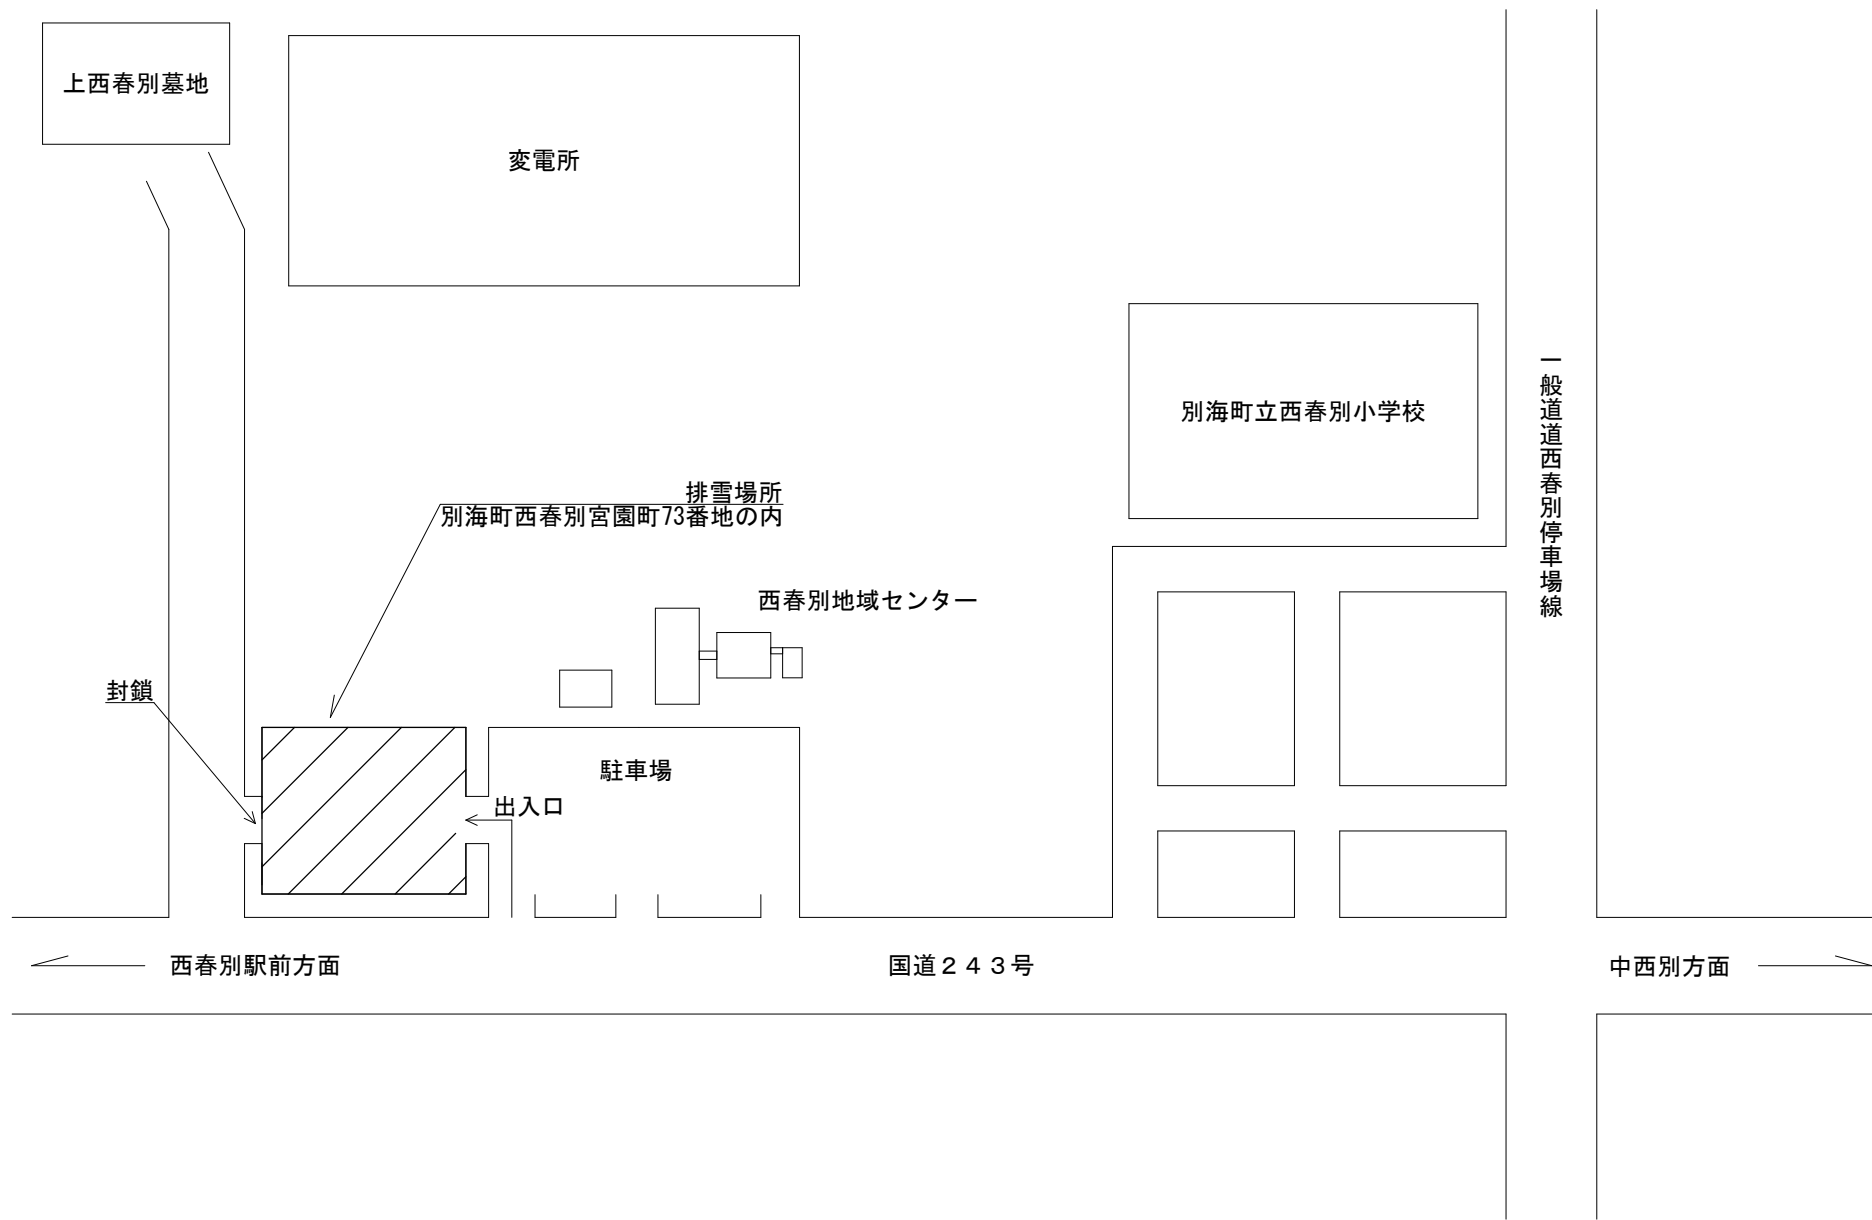 上西春別墓地
変電所
別海町立西春別小学校
一般道道西春別停車場線
排雪場所
別海町西春別宮園町73番地の内
西春別地域センター
封鎖
駐車場
出入口
西春別駅前方面
国道２４３号
中西別方面